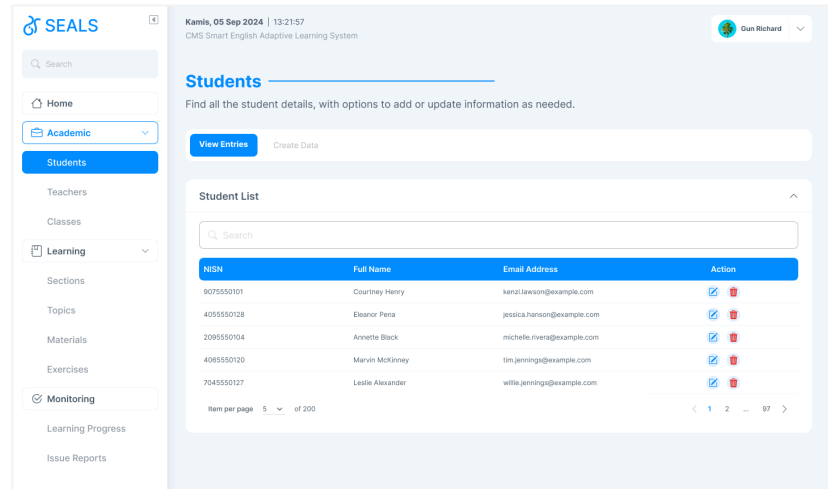 SEALS
Search
Home
Academic
Students
Teachers
Classes
Learning
Sections
Topics
Materials
Exercises
Monitoring
Learning Progress
Issue Reports
Kamis, 05 Sep 2024 | 13:21:57
CMS Smart English Adaptive Learning System
Gun Richard
Students
Find all the student details, with options to add or update information as needed.
View Entries Create Data
Student List
Search
NISN Full Name Email Address Action
9075550101 Courtney Henry kenzi.lawson@example.com
4055550128 Eleanor Pena jessica.hanson@example.com
2095550104 Annette Black michelle.rivera@example.com
4065550120 Marvin McKinney tim.jennings@example.com
7045550127 Leslie Alexander willie.jennings@example.com
Item per page 5 of 200 1 2 ... 97